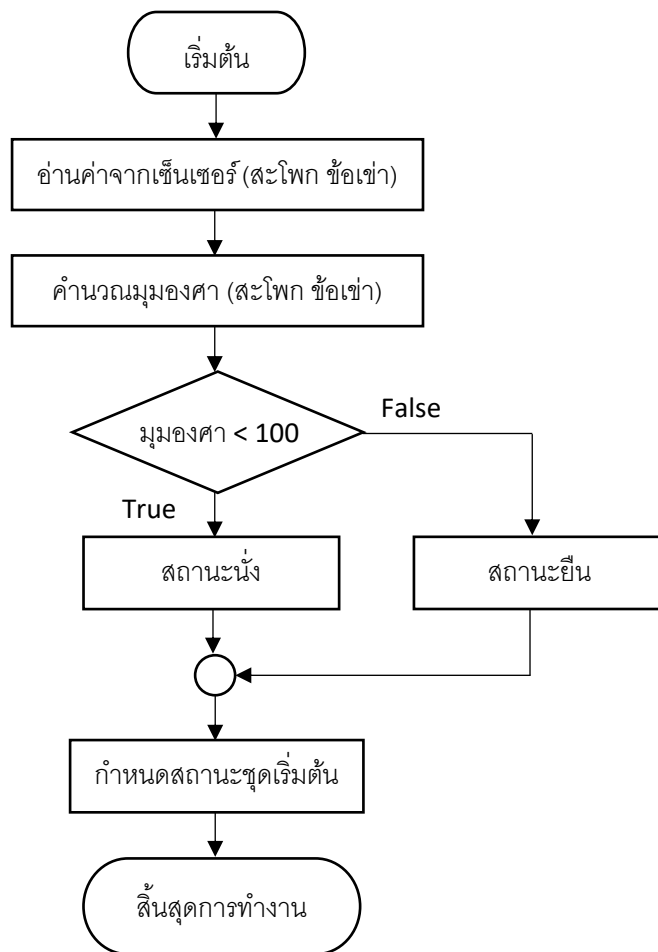 เริ่มต้น
อ่านค่าจากเซ็นเซอร์ (สะโพก ข้อเข่า)
คำนวณมุมองศา (สะโพก ข้อเข่า)
มุมองศา < 100
False
True
สถานะนั่ง
สถานะยืน
กำหนดสถานะชุดเริ่มต้น
สิ้นสุดการทำงาน